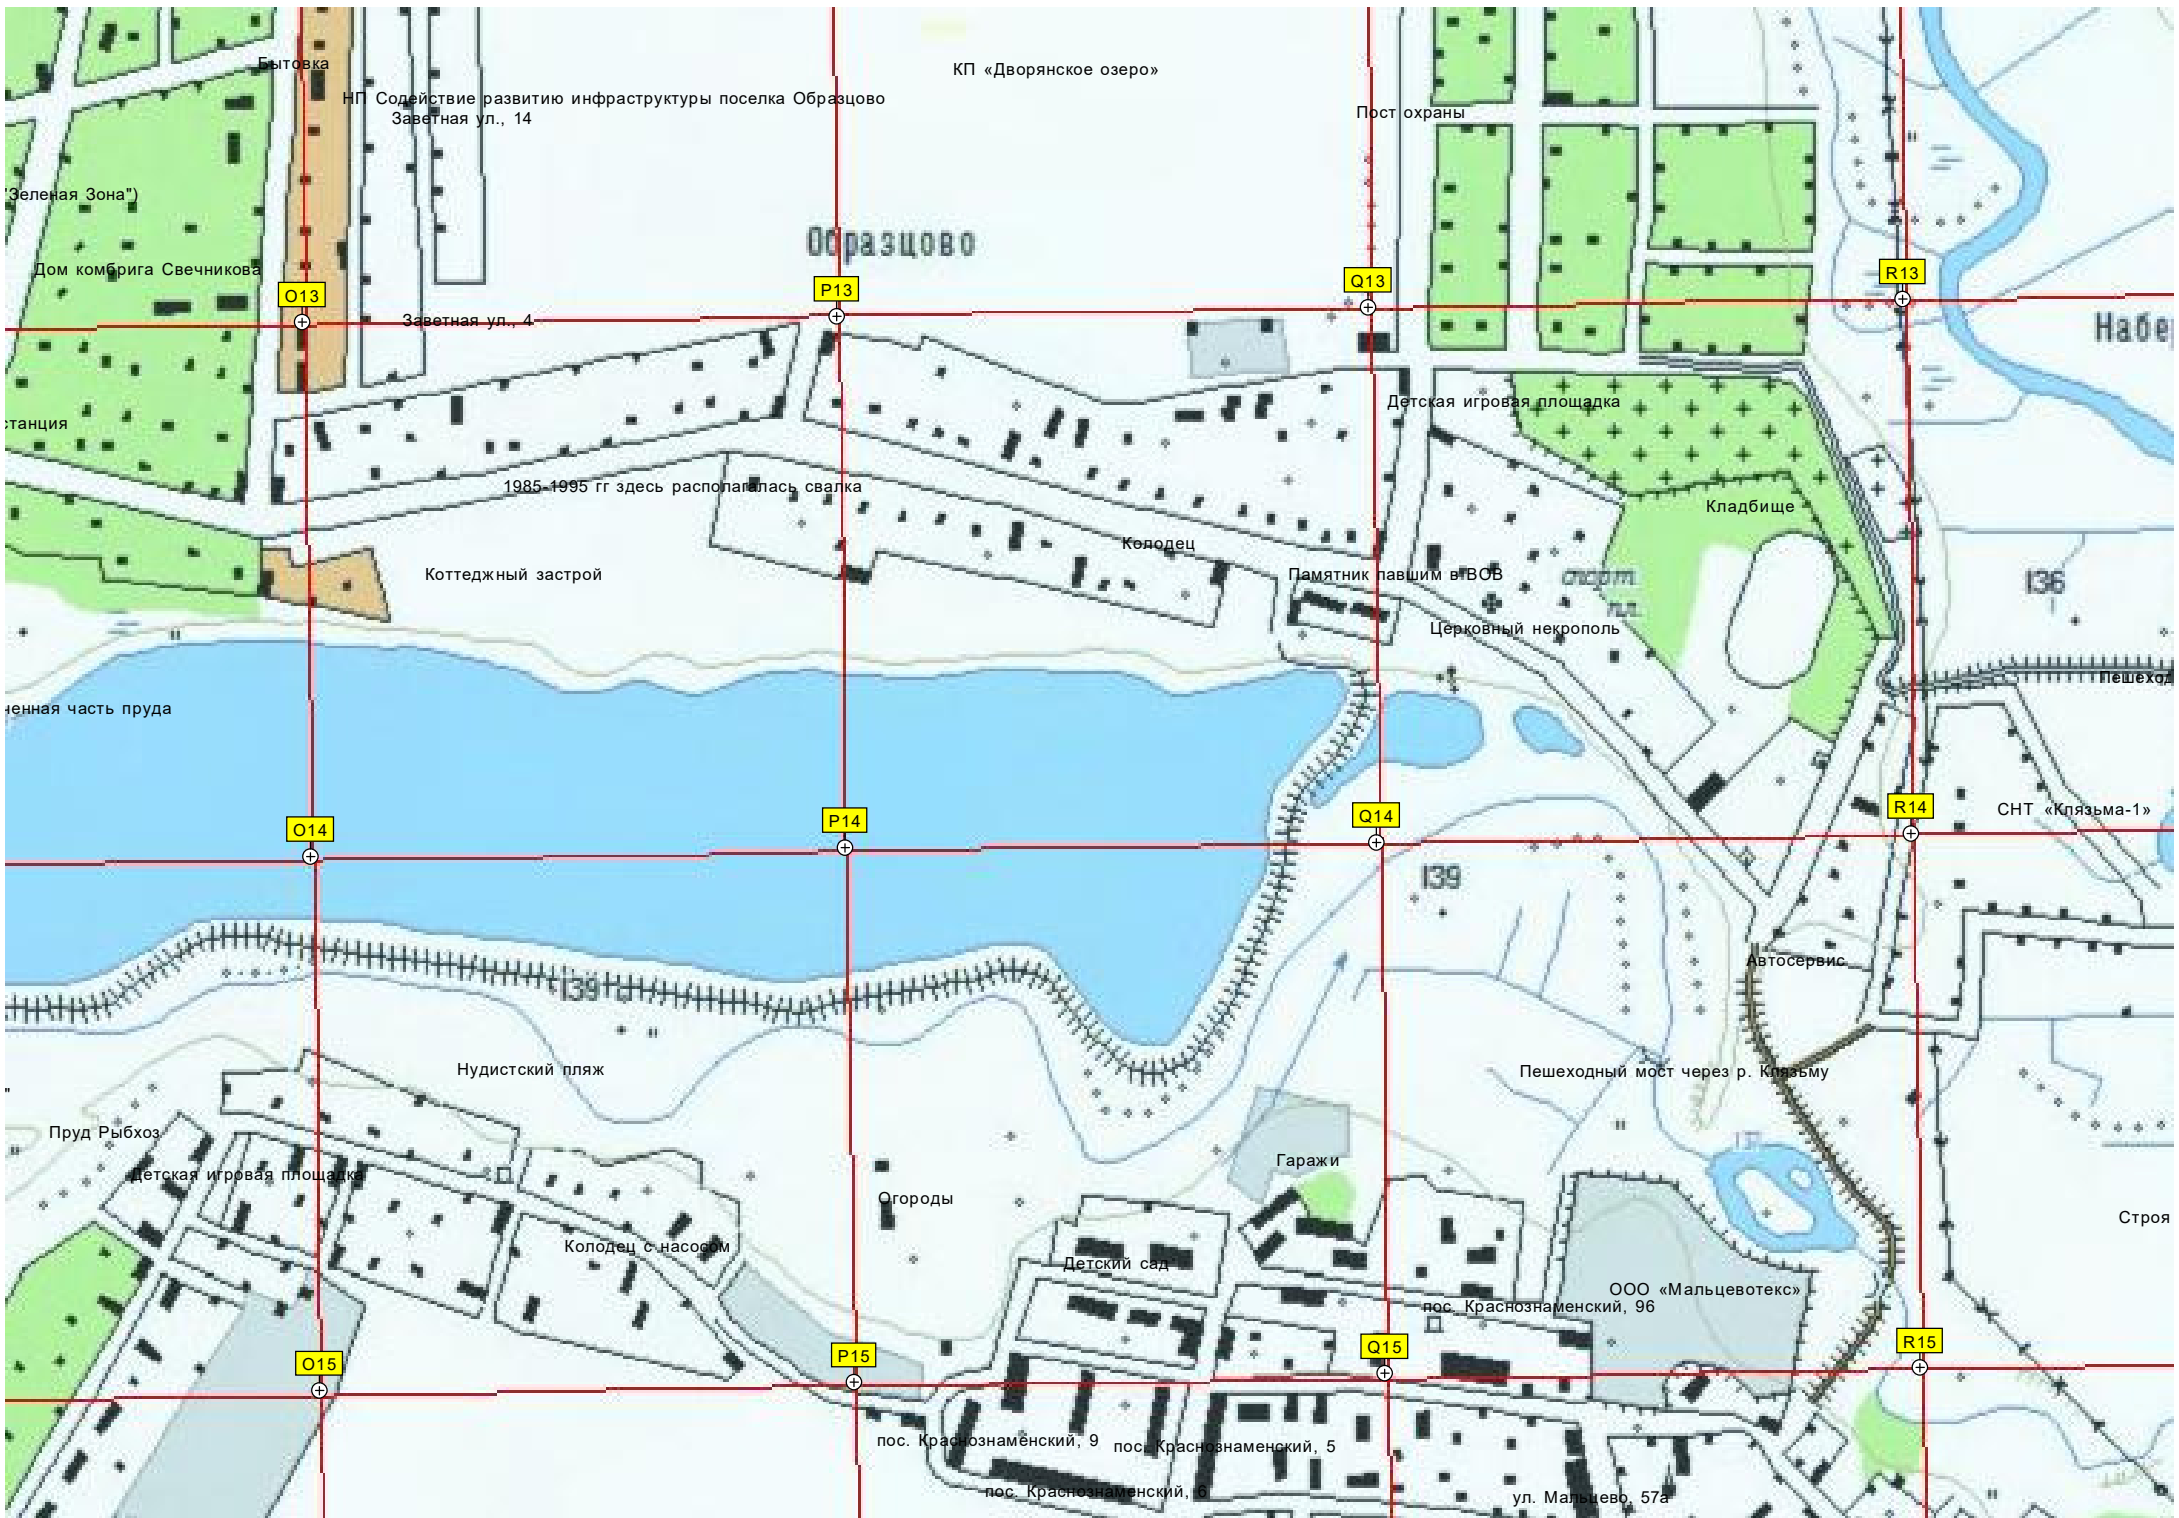 Бытовка
КП «Дворянское озеро»
НП Содействие развитию инфраструктуры поселка Образцово
Заветная ул., 14
Пост охраны
"Зеленая Зона")
Образцово
Дом комбрига Свечникова
O13
P13
Q13
R13
Заветная ул., 4
Набе
Детская игровая площадка
станция
1985-1995 гг здесь располагалась свалка
Кладбище
Колодец
Коттеджный застрой
Памятник павшим в ВОВ
спорт.
пл.
136
Церковный некрополь
Пешеход
ченная часть пруда
O14
P14
Q14
R14
СНТ «Клязьма-1»
139
Автосервис
139
Нудистский пляж
Пешеходный мост через р. Клязьму
"
Пруд Рыбхоз
Детская игровая площадка
Гаражи
Огороды
Строя
Колодец с насосом
Детский сад
ООО «Мальцевотекс»
пос. Краснознаменский, 96
O15
P15
Q15
R15
пос. Краснознаменский, 9
пос. Краснознаменский, 5
пос. Краснознаменский, 6
ул. Мальцево, 57а